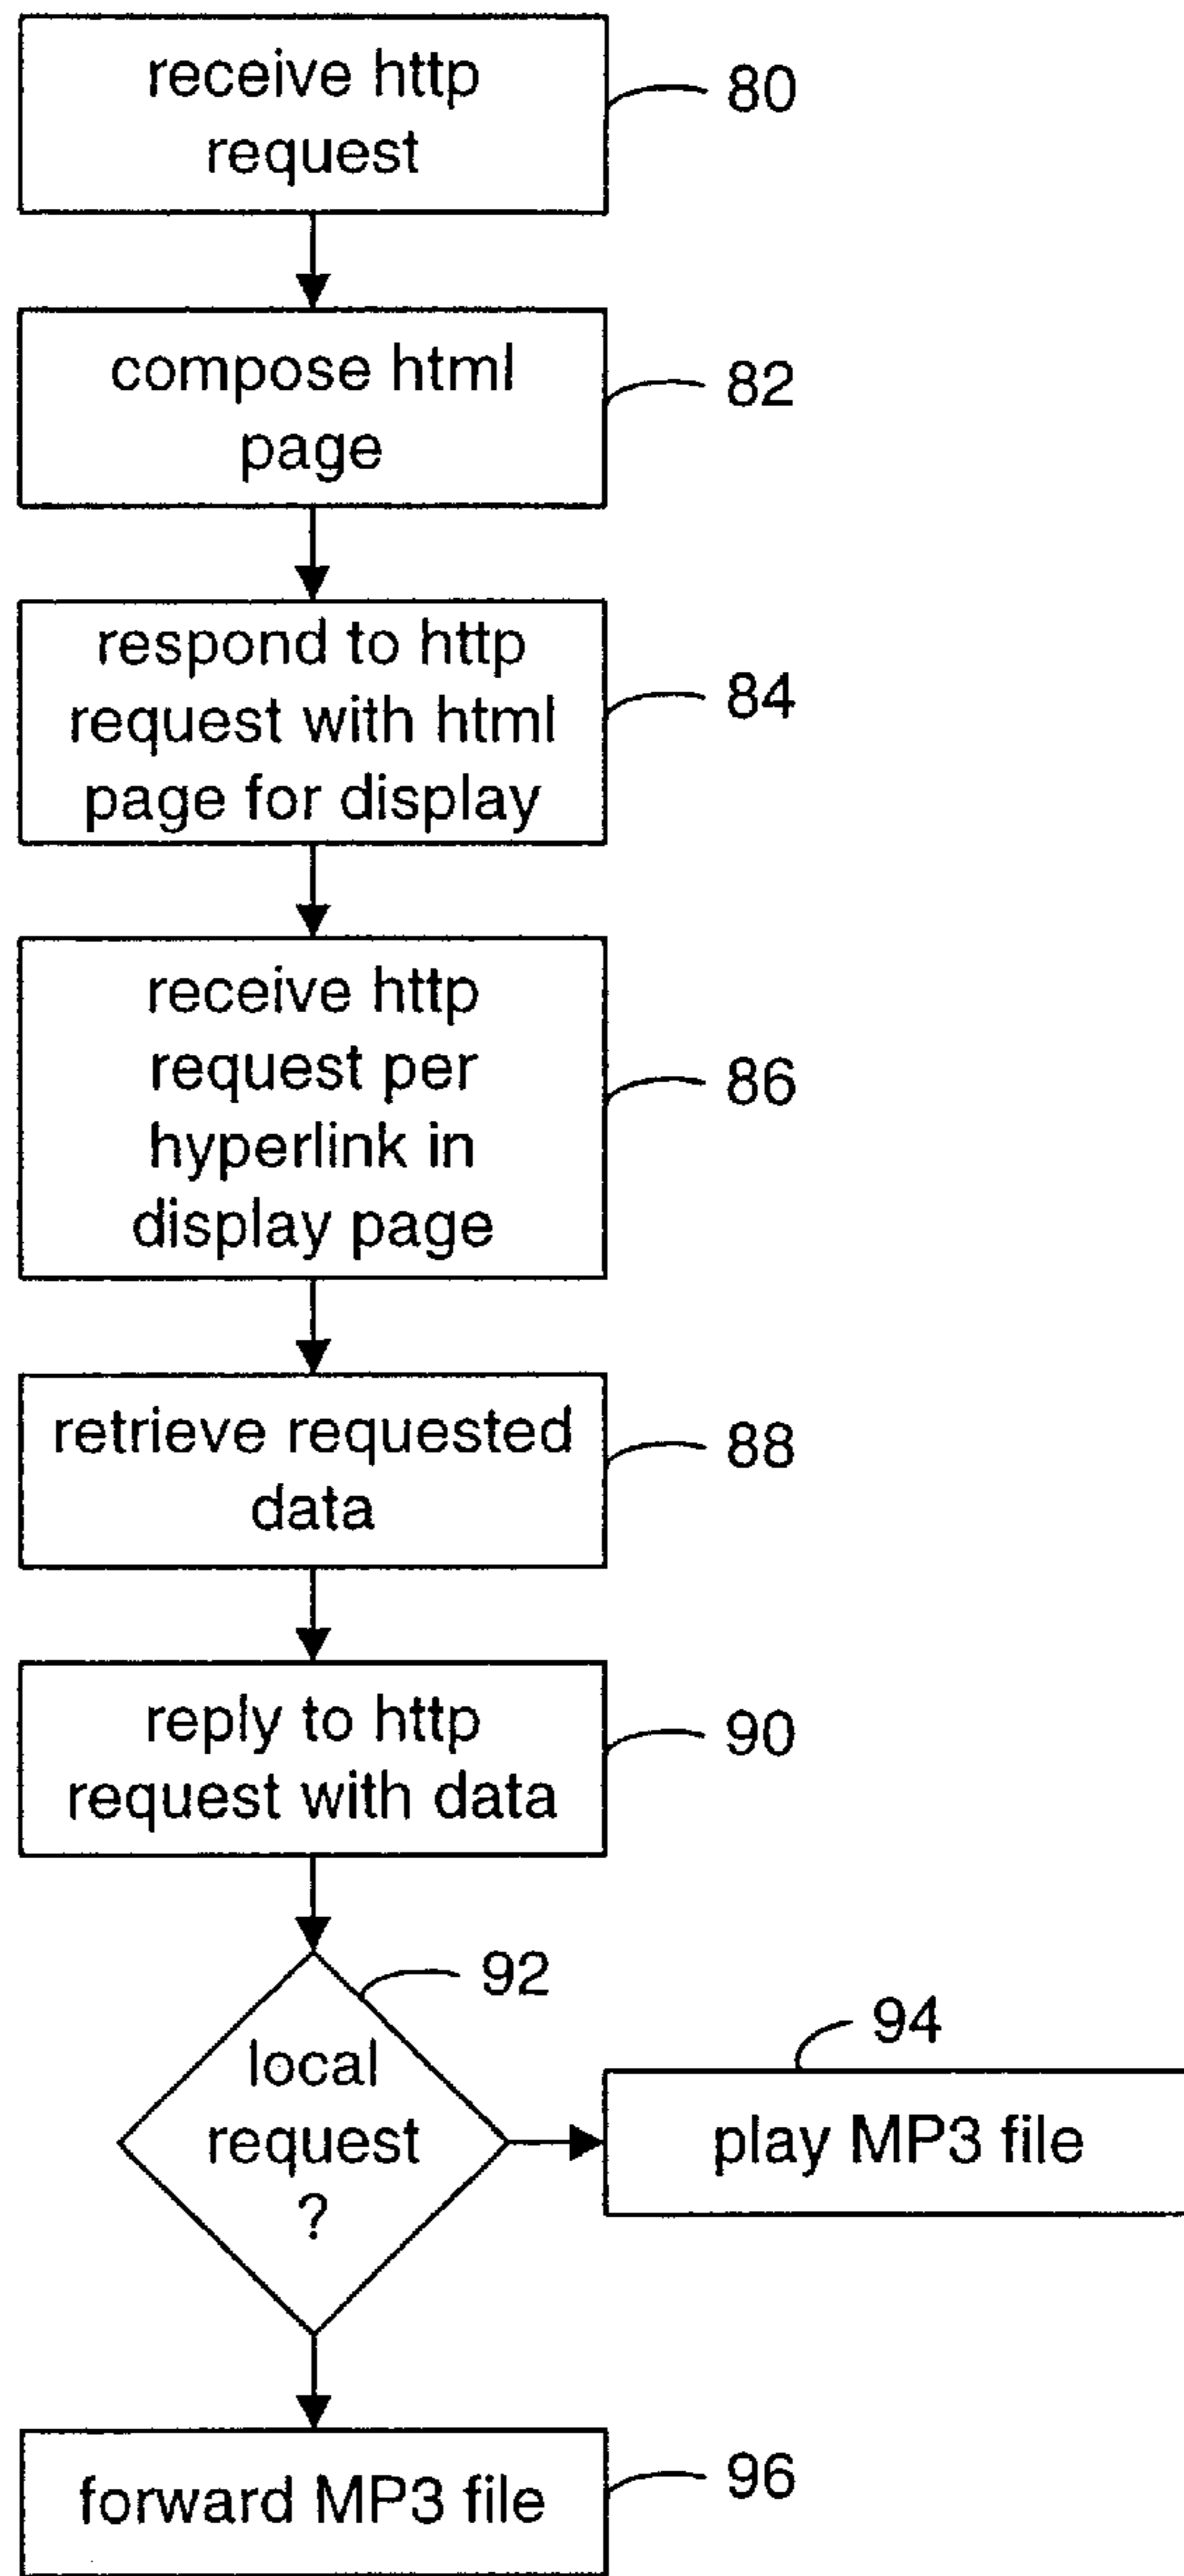 receive http
request
80
compose html
page
82
respond to http
request with html
page for display
84
receive http
request per
hyperlink in
display page
86
retrieve requested
data
88
reply to http
request with data
90
92
local
request
?
94
play MP3 file
forward MP3 file
96